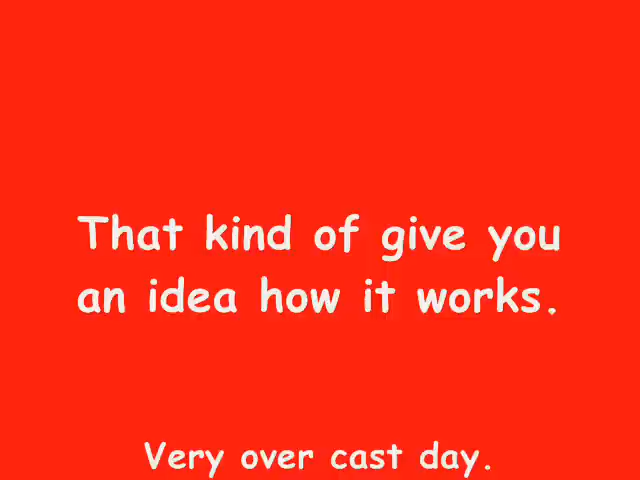 That kind of give you
an idea how it works.
Very over cast day.